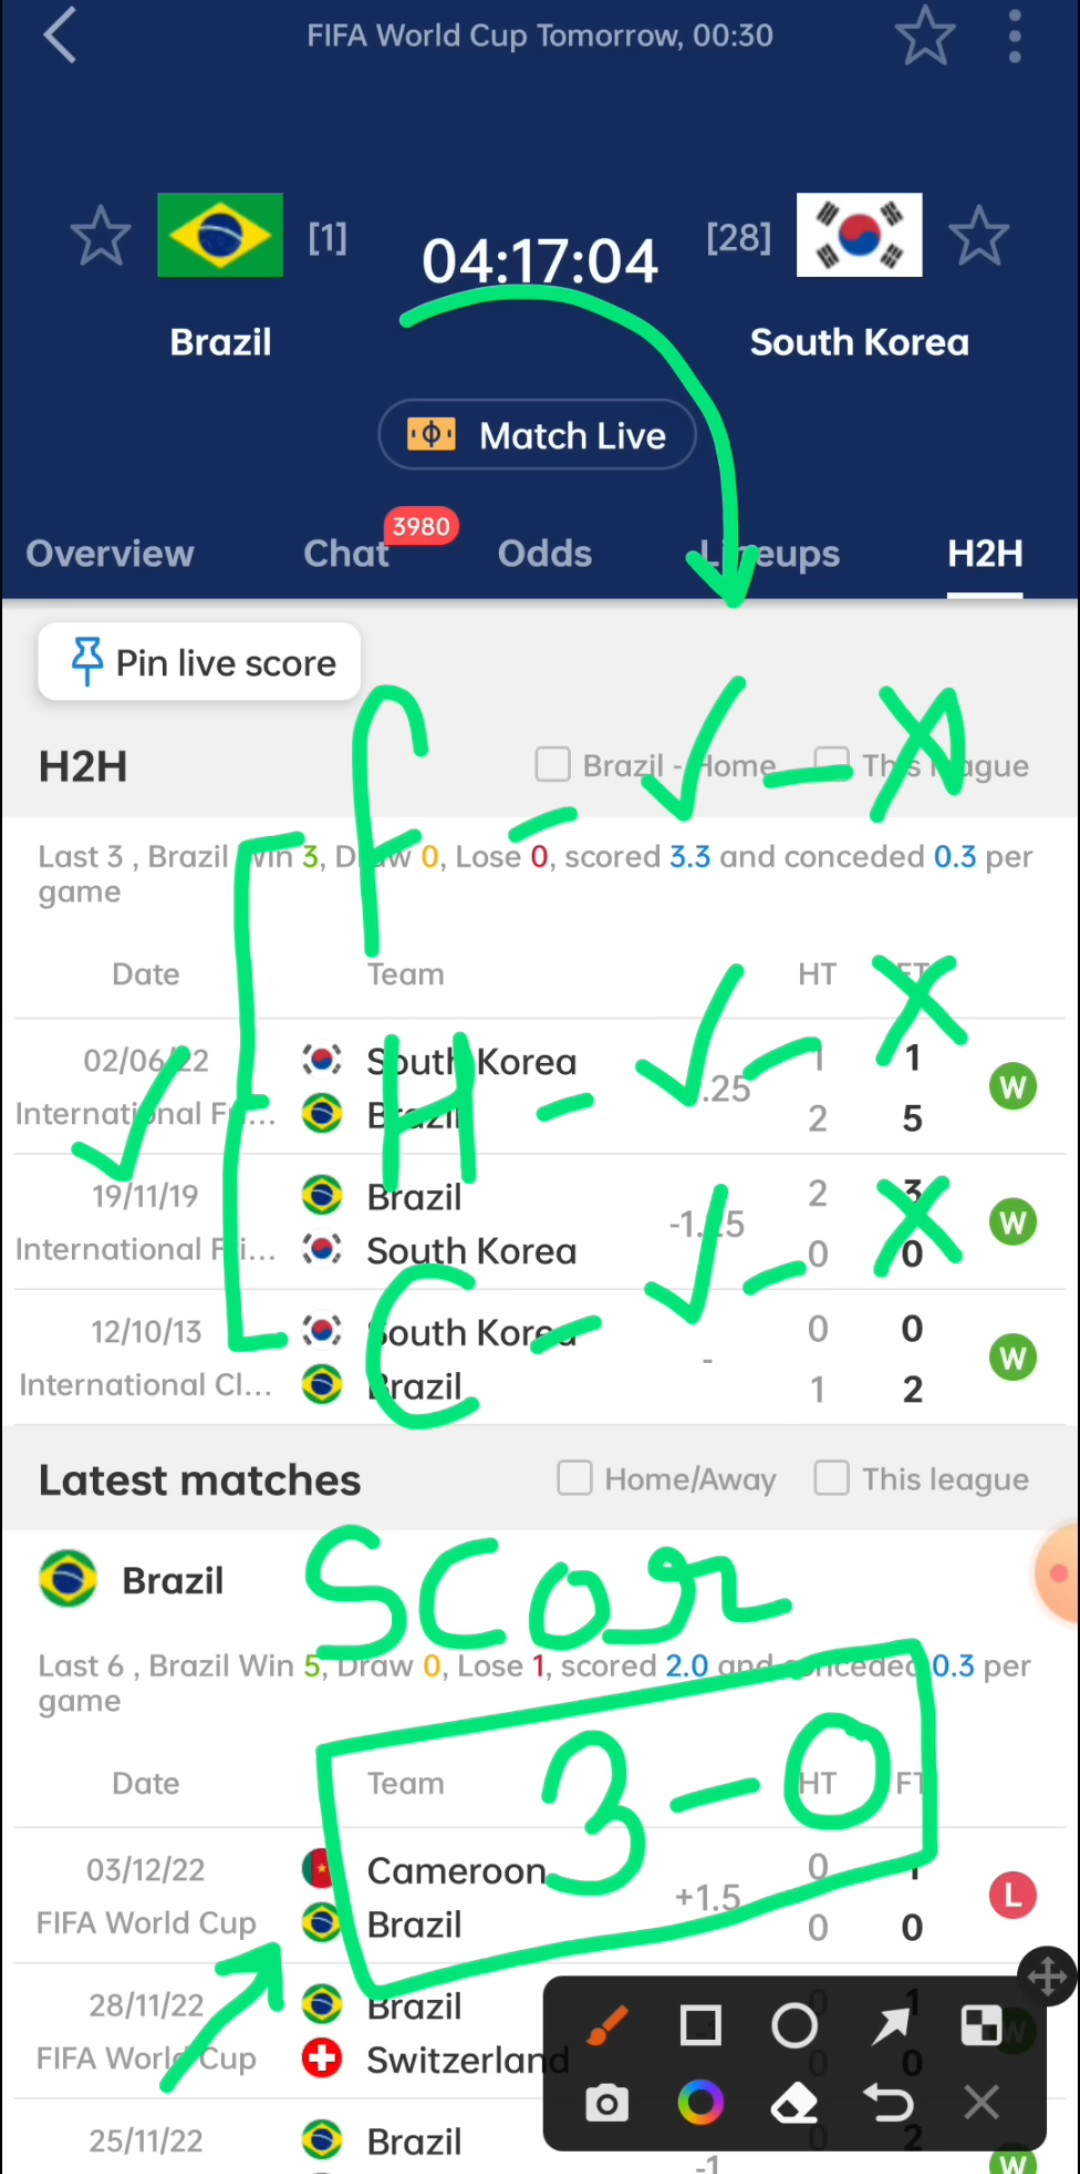 FIFA World Cup Tomorrow, 00:30
[1] 04:17:04 [28]
Brazil South Korea
Match Live
3980
Overview Chat Odds Lineups H2H
Pin live score
F - ✓ - X
H2H Brazil - Home This league
Last 3 , Brazil Win 3, Draw 0, Lose 0, scored 3.3 and conceded 0.3 per
game
Date Team HT FT
02/06/22 South Korea 1 1
International Fri... Brazil .25 2 5 W
H - ✓ - X
19/11/19 Brazil 2 3
International Fri... South Korea -1.25 0 0 W
C - ✓ - X
12/10/13 South Korea 0 0
International Cl... Brazil - 1 2 W
Latest matches Home/Away This league
Brazil
Scor
Last 6 , Brazil Win 5, Draw 0, Lose 1, scored 2.0 and conceded 0.3 per
game
3 - 0
Date Team HT FT
03/12/22 Cameroon 0 1
FIFA World Cup Brazil +1.5 0 0 L
28/11/22 Brazil 0 1
FIFA World Cup Switzerland 0 0 W
25/11/22 Brazil 0 2
-1 W